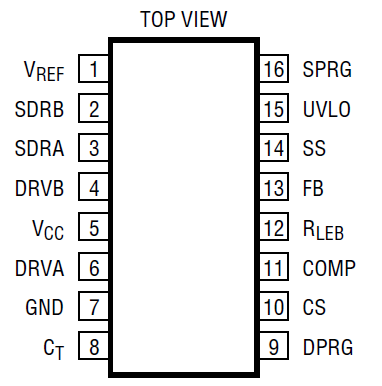 TOP VIEW
VREF 1 16 SPRG
SDRB 2 15 UVLO
SDRA 3 14 SS
DRVB 4 13 FB
VCC 5 12 RLEB
DRVA 6 11 COMP
GND 7 10 CS
CT 8 9 DPRG